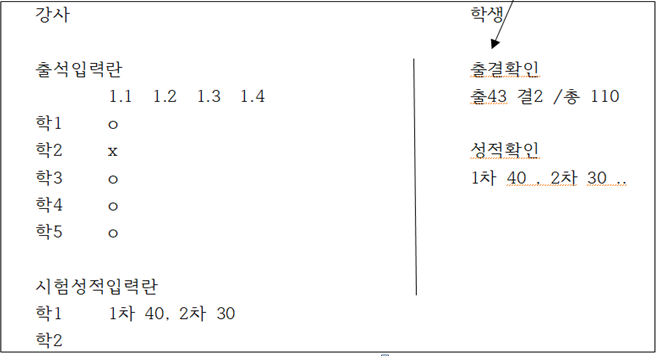 강사
출석입력란
1.1 1.2 1.3 1.4
학1 o
학2 x
학3 o
학4 o
학5 o
시험성적입력란
학1 1차 40, 2차 30
학2
학생
출결확인
출43 결2 /총 110
성적확인
1차 40 . 2차 30 ..